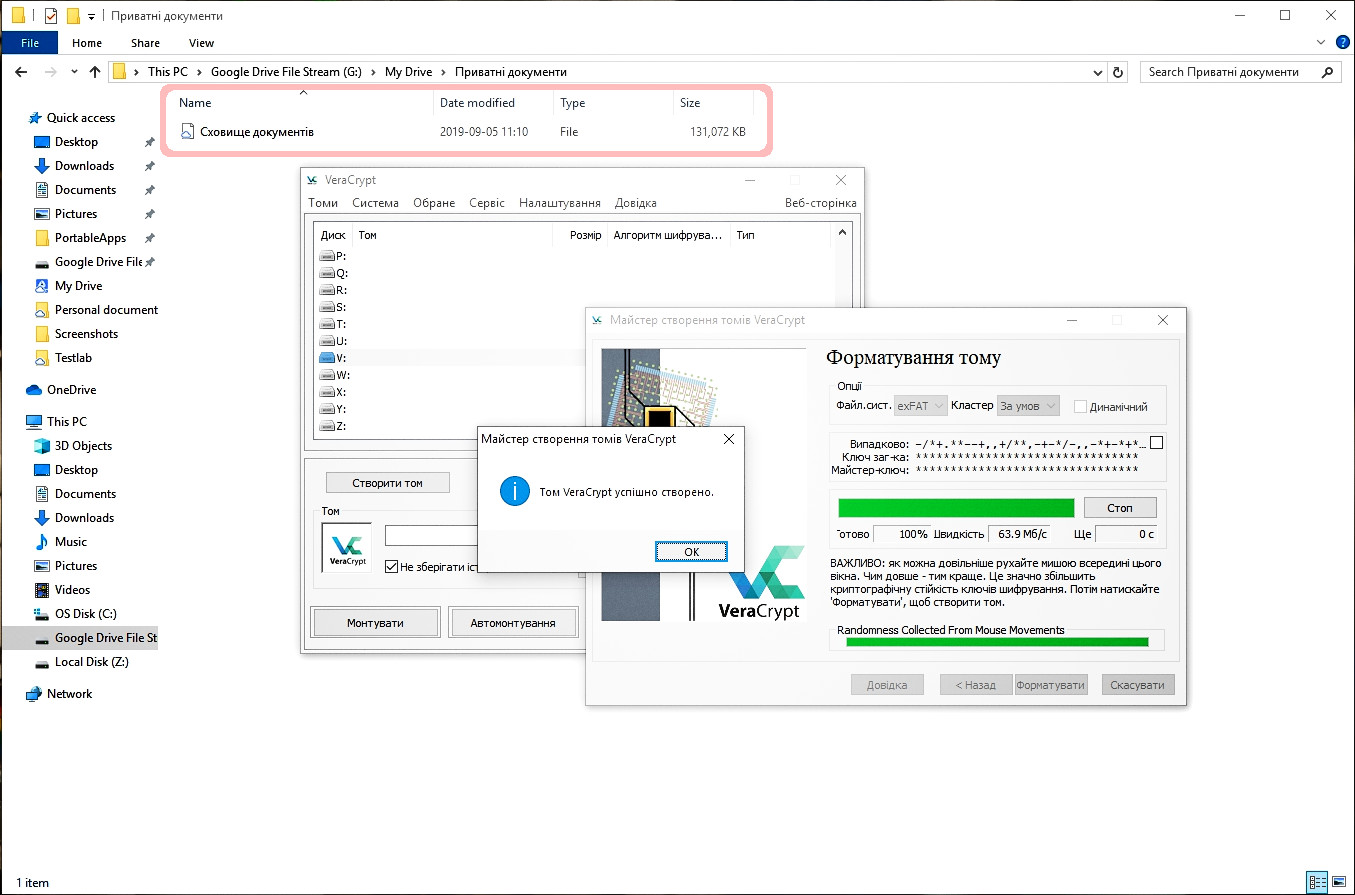 Приватні документи
File Home Share View
This PC Google Drive File Stream (G:) My Drive Приватні документи
Search Приватні документи
Name Date modified Type Size
Сховище документів 2019-09-05 11:10 File 131,072 KB
Quick access
Desktop
Downloads
Documents
Pictures
PortableApps
Google Drive File
My Drive
Personal document
Screenshots
Testlab
OneDrive
This PC
3D Objects
Desktop
Documents
Downloads
Music
Pictures
Videos
OS Disk (C:)
Google Drive File St
Local Disk (Z:)
Network
1 item
VeraCrypt
Томи Система Обране Сервіс Налаштування Довідка Веб-сторінка
Диск Том Розмір Алгоритм шифрува... Тип
P:
Q:
R:
S:
T:
U:
V:
W:
X:
Y:
Z:
Створити том
Том
VeraCrypt
Не зберігати іст
Монтувати Автомонтування
Майстер створення томів VeraCrypt
Форматування тому
Опції
Файл.сист. exFAT Кластер За умов Динамічний
Випадково: -/*+.**--+,,+/**,-+-*/-,,-*+-*+*...
Ключ заг-ка: ********************************
Майстер-ключ: ********************************
Стоп
Готово 100% Швидкість 63.9 Мб/с Ще 0 с
ВАЖЛИВО: як можна довільніше рухайте мишою всередині цього
вікна. Чим довше - тим краще. Це значно збільшить
криптографічну стійкість ключів шифрування. Потім натискайте
'Форматувати', щоб створити том.
Randomness Collected From Mouse Movements
VeraCrypt
Довідка < Назад Форматувати Скасувати
Майстер створення томів VeraCrypt
Том VeraCrypt успішно створено.
OK